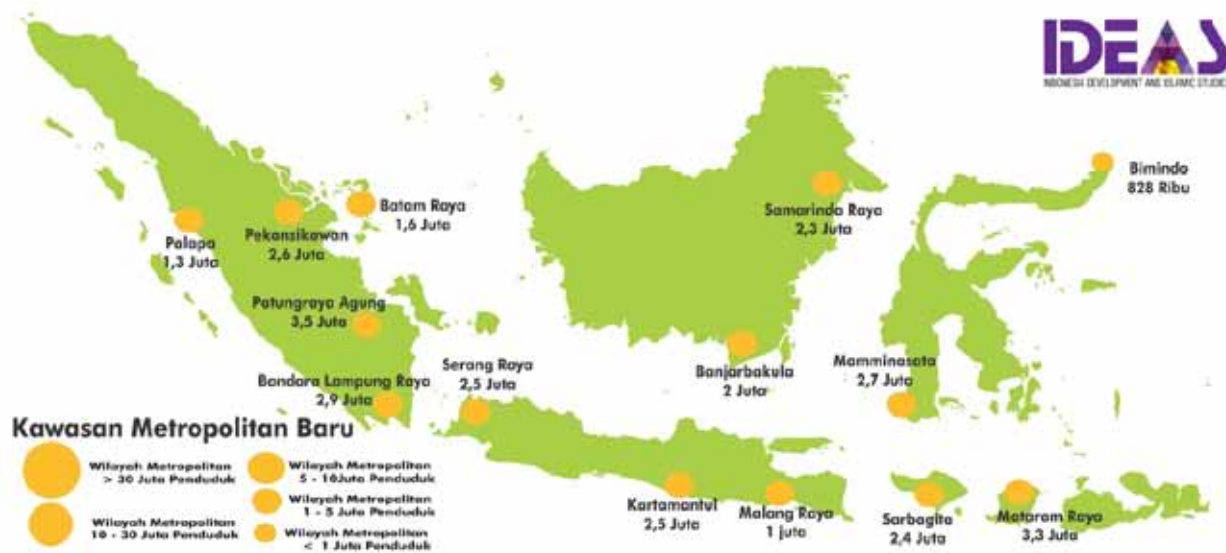 IDEAS
INDONESIA DEVELOPMENT AND ISLAMIC STUDIES
Bimindo
828 Ribu
Batam Raya
1,6 Juta
Samarinda Raya
2,3 Juta
Palapa
1,3 Juta
Pekansikawan
2,6 Juta
Patungraya Agung
3,5 Juta
Serang Raya
2,5 Juta
Banjarbakula
2 Juta
Mamminasata
2,7 Juta
Bandara Lampung Raya
2,9 Juta
Kawasan Metropolitan Baru
Wilayah Metropolitan
> 30 Juta Penduduk
Wilayah Metropolitan
10 - 30 Juta Penduduk
Wilayah Metropolitan
5 - 10Juta Penduduk
Wilayah Metropolitan
1 - 5 Juta Penduduk
Wilayah Metropolitan
< 1 Juta Penduduk
Kartamantul
2,5 Juta
Malang Raya
1 juta
Sarbagita
2,4 Juta
Mataram Raya
3,3 Juta